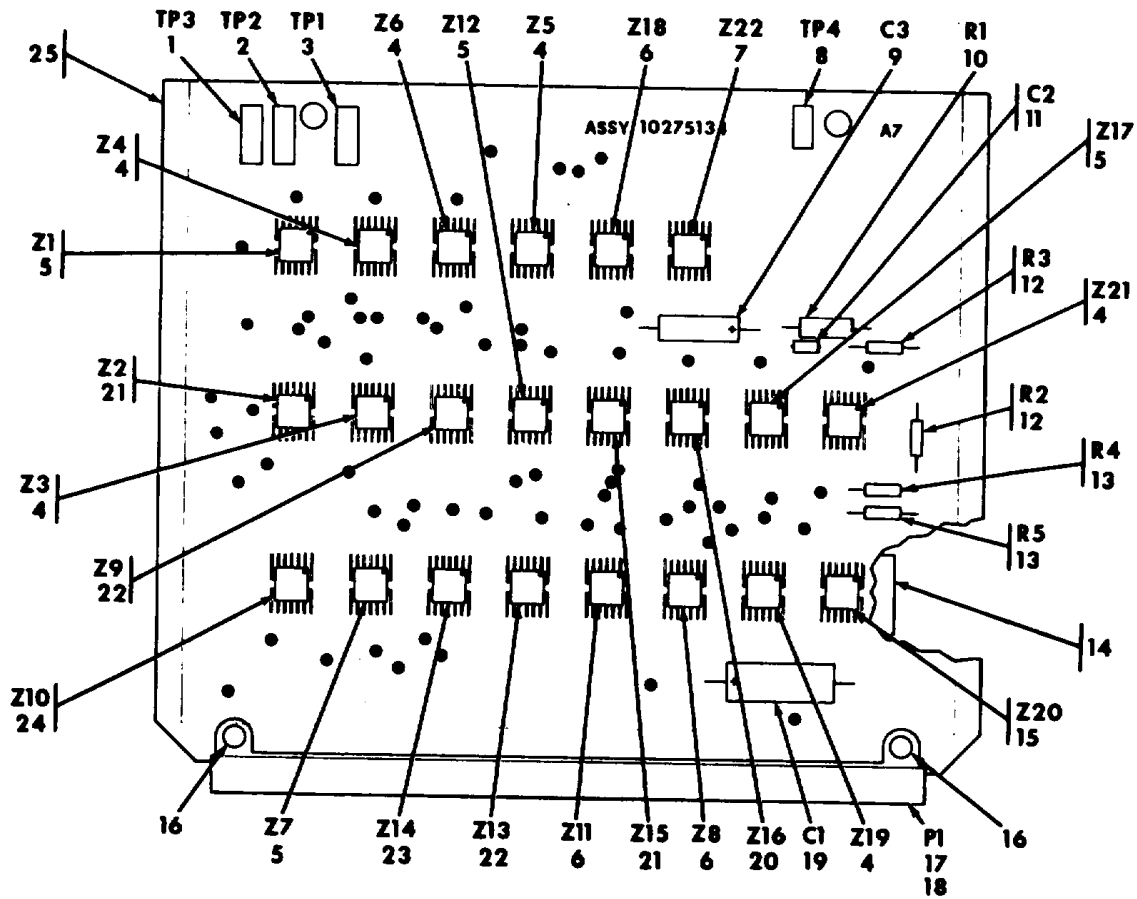 TP3 TP2 TP1 Z6 Z12 Z5 Z18 Z22 TP4 C3 R1
1 2 3 4 5 4 6 7 8 9 10
25
C2
11
ASSY 10275134 A7
Z17
5
Z4
4
Z1
5
R3
12
Z21
4
Z2
21
R2
12
Z3
4
R4
13
R5
13
Z9
22
14
Z10
24
Z20
15
16 Z7 Z14 Z13 Z11 Z15 Z8 Z16 C1 Z19 P1 16
5 23 22 6 21 6 20 19 4 17
18